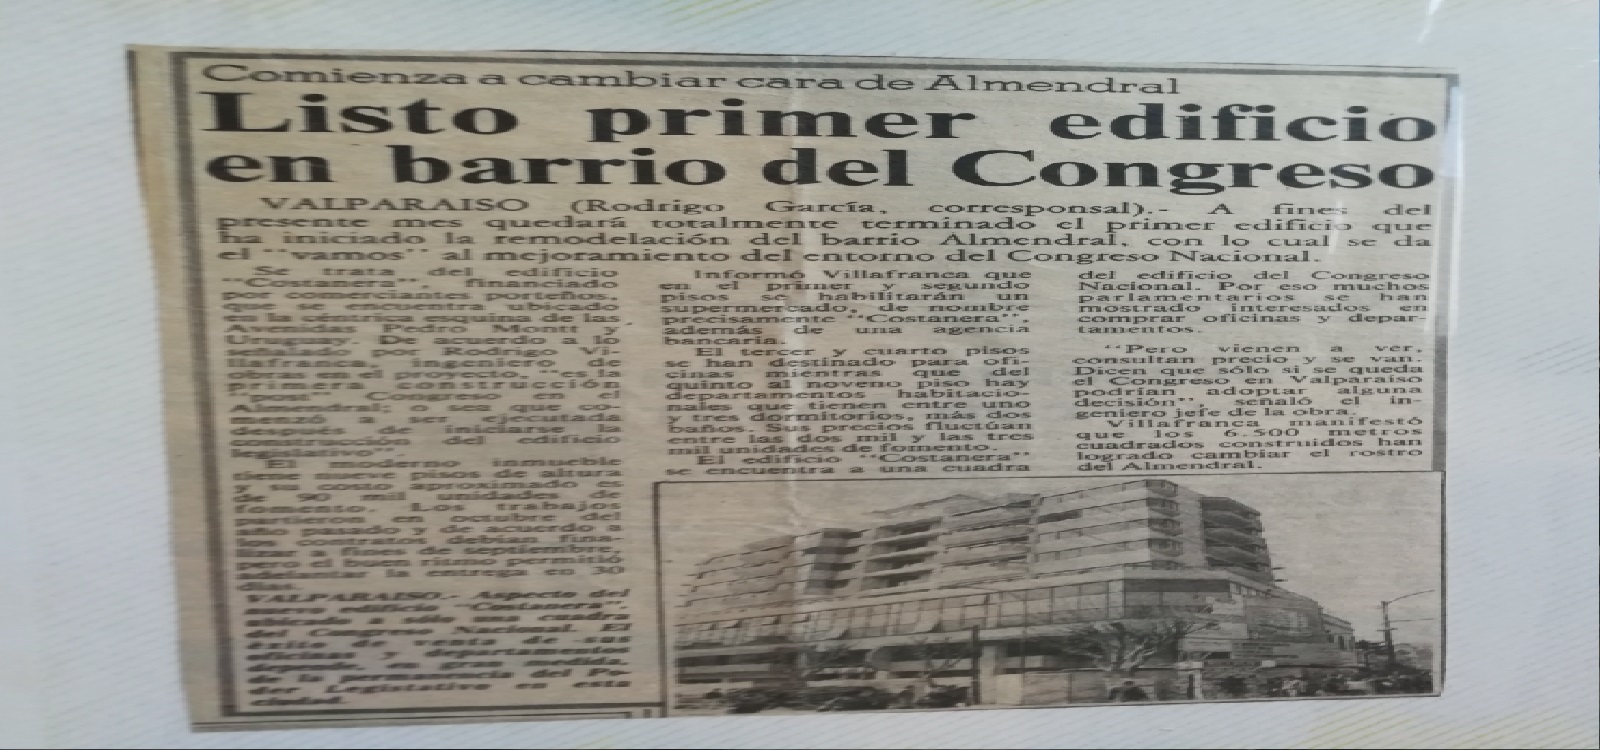 Comienza a cambiar cara de Almendral
Listo primer edificio
en barrio del Congreso
VALPARAISO (Rodrigo García, corresponsal).- A fines del
presente mes quedará totalmente terminado el primer edificio que
ha iniciado la remodelación del barrio Almendral, con lo cual se da
el "vamos" al mejoramiento del entorno del Congreso Nacional.
Se trata del edificio
"Costanera", financiado
por comerciantes porteños,
que se encuentra ubicado
en la céntrica esquina de las
Avenidas Pedro Montt y
Uruguay. De acuerdo a lo
señalado por Rodrigo Vi-
llafranca, ingeniero de
obras en el proyecto, "es la
primera construcción
"post" Congreso en el
Almendral; o sea que co-
menzó a ser ejecutada
después de iniciarse la
construcción del edificio
legislativo".
El moderno inmueble
tiene nueve pisos de altura
y su costo aproximado es
de 90 mil unidades de
fomento. Los trabajos
partieron en octubre del
año pasado y de acuerdo a
los contratos debían fina-
lizar a fines de septiembre,
pero el buen ritmo permitió
adelantar la entrega en 30
días.
VALPARAISO.- Aspecto del
nuevo edificio "Costanera",
ubicado a sólo una cuadra
del Congreso Nacional. El
éxito de venta de sus
oficinas y departamentos
depende, en gran medida,
de la permanencia del Po-
der Legislativo en esta
ciudad.
Informó Villafranca que
en el primer y segundo
pisos se habilitarán un
supermercado, de nombre
precisamente "Costanera",
además de una agencia
bancaria.
El tercer y cuarto pisos
se han destinado para ofi-
cinas mientras que del
quinto al noveno piso hay
departamentos habitacio-
nales que tienen entre uno
y tres dormitorios, más dos
baños. Sus precios fluctúan
entre las dos mil y las tres
mil unidades de fomento.
El edificio "Costanera"
se encuentra a una cuadra
del edificio del Congreso
Nacional. Por eso muchos
parlamentarios se han
mostrado interesados en
comprar oficinas y depar-
tamentos.
"Pero vienen a ver,
consultan precio y se van.
Dicen que sólo si se queda
el Congreso en Valparaíso
podrían adoptar alguna
decisión", señaló el in-
geniero jefe de la obra.
Villafranca manifestó
que los 6.500 metros
cuadrados construidos han
logrado cambiar el rostro
del Almendral.